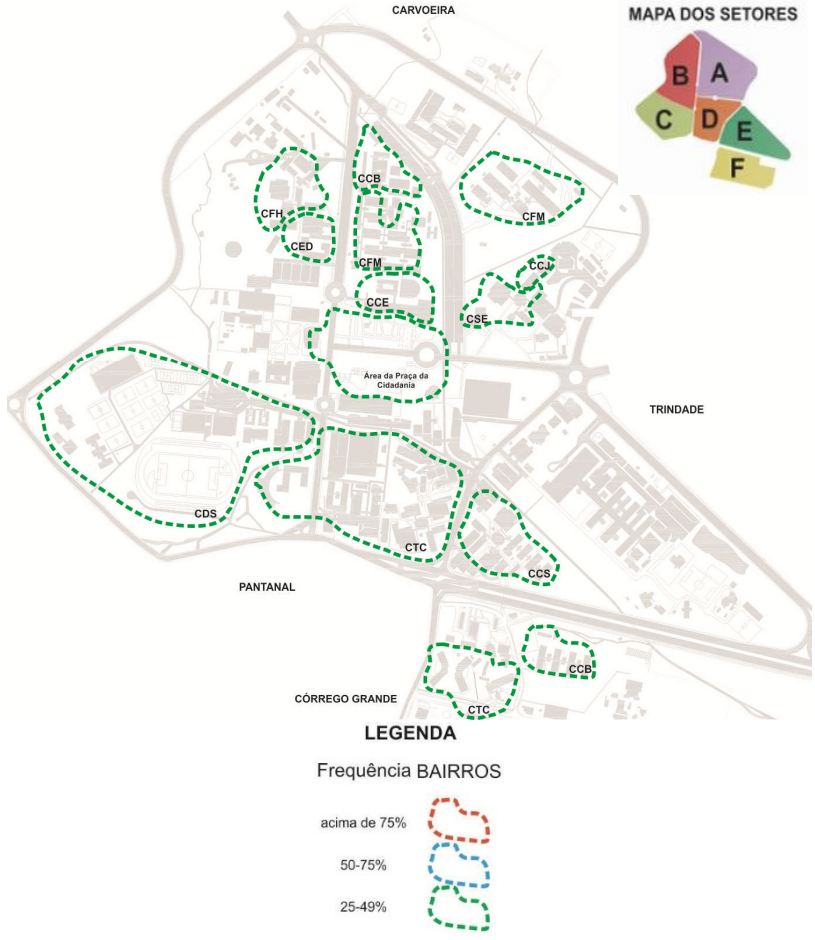 CARVOEIRA
MAPA DOS SETORES
B
A
C
D
E
F
CCB
CFH
CFM
CED
CFM
CCJ
CCE
CSE
Área da Praça da
Cidadania
TRINDADE
CDS
CTC
CCS
PANTANAL
CCB
CÓRREGO GRANDE
CTC
LEGENDA
Frequência BAIRROS
acima de 75%
50-75%
25-49%